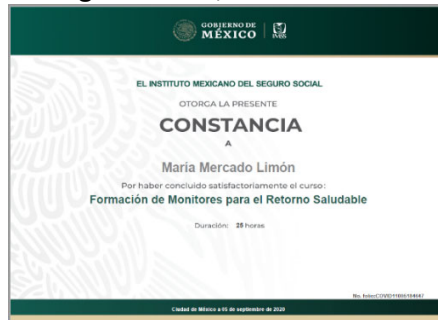 GOBIERNO DE
MÉXICO
IMSS
EL INSTITUTO MEXICANO DEL SEGURO SOCIAL
OTORGA LA PRESENTE
CONSTANCIA
A
María Mercado Limón
Por haber concluido satisfactoriamente el curso:
Formación de Monitores para el Retorno Saludable
Duración: 25 horas
Ciudad de México a 05 de septiembre de 2020